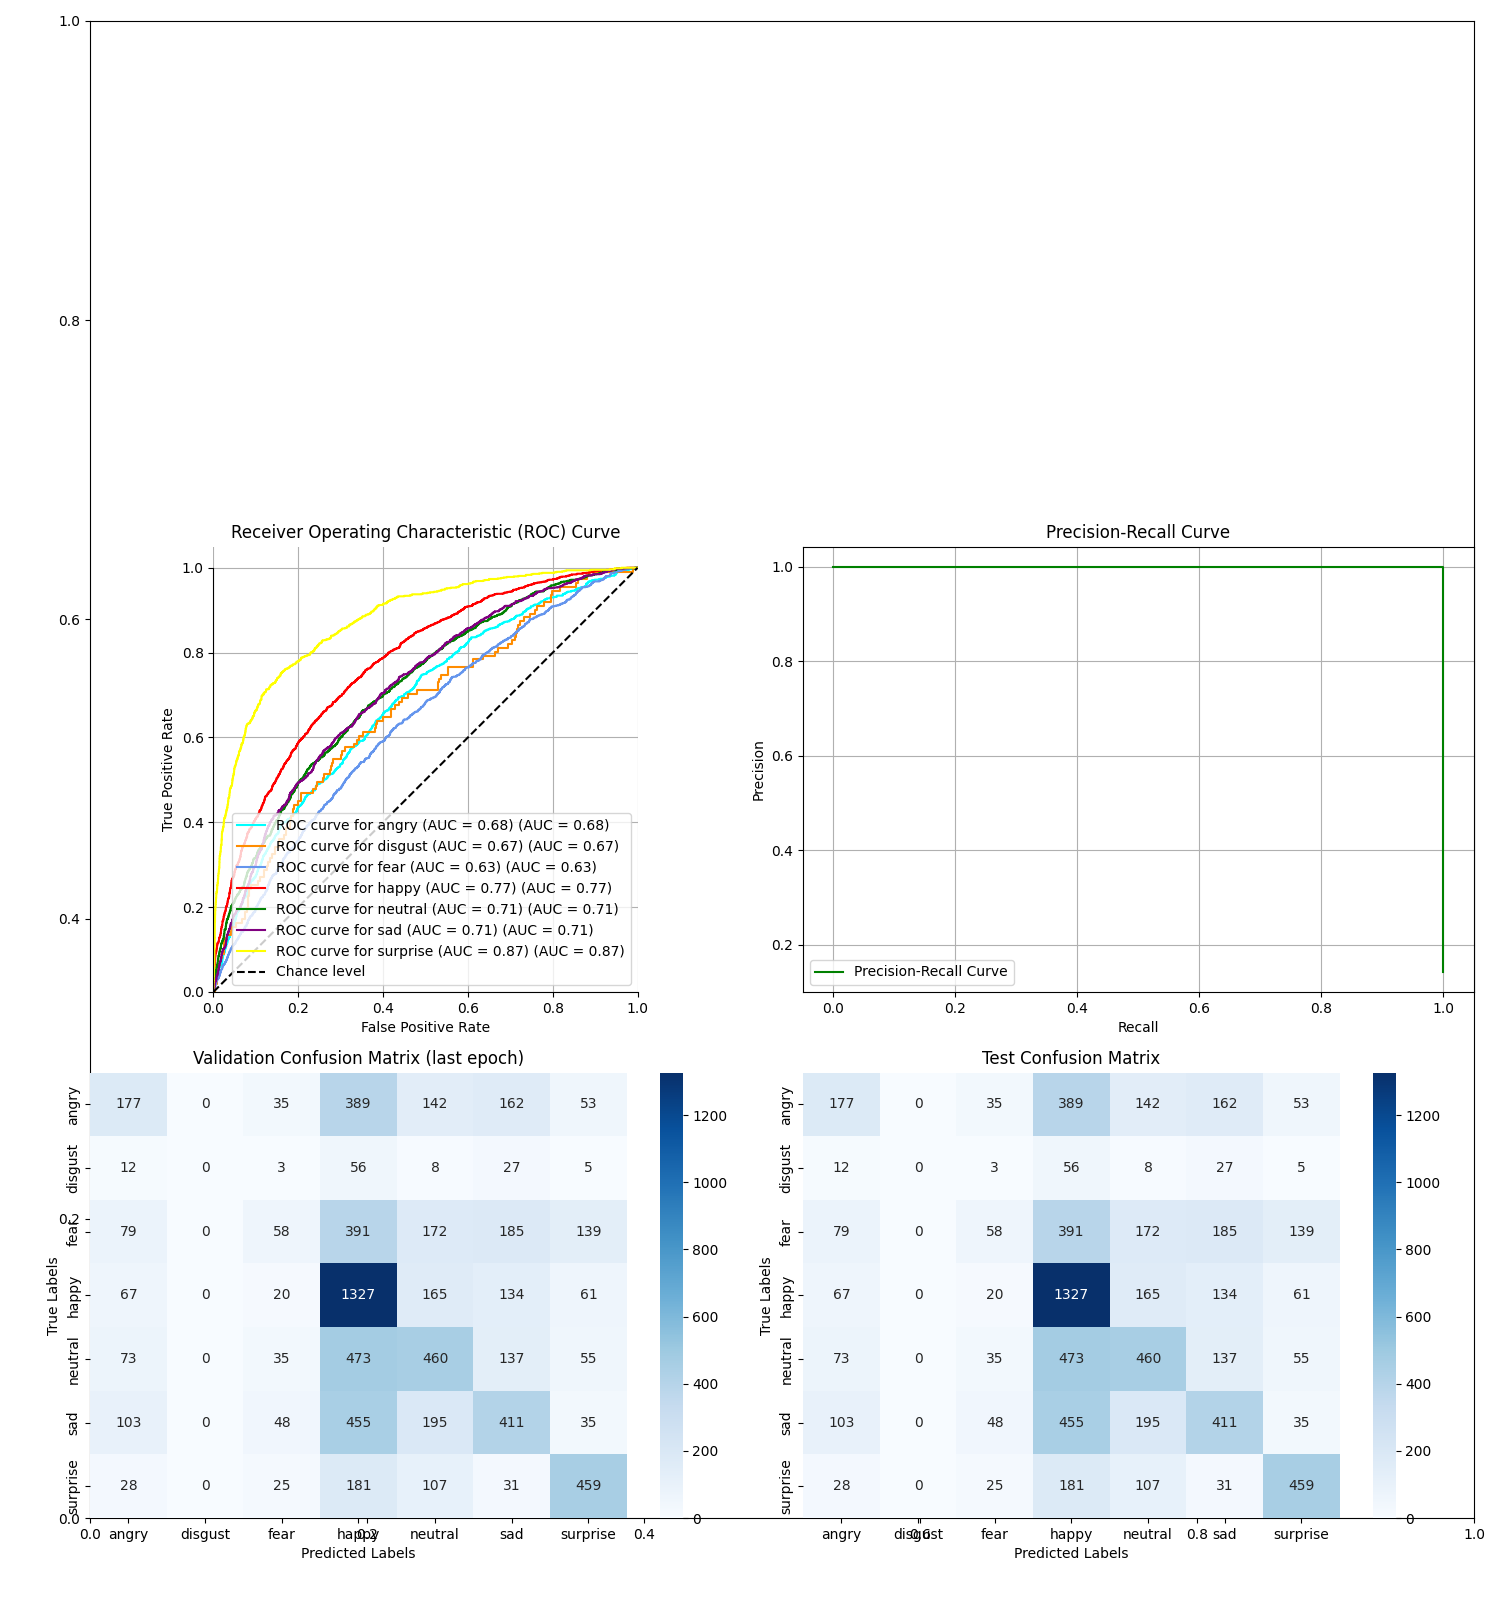 1.0
0.8
0.6
0.4
0.2
0.0
Receiver Operating Characteristic (ROC) Curve
1.0
0.8
0.6
0.4
0.2
0.0
True Positive Rate
ROC curve for angry (AUC = 0.68) (AUC = 0.68)
ROC curve for disgust (AUC = 0.67) (AUC = 0.67)
ROC curve for fear (AUC = 0.63) (AUC = 0.63)
ROC curve for happy (AUC = 0.77) (AUC = 0.77)
ROC curve for neutral (AUC = 0.71) (AUC = 0.71)
ROC curve for sad (AUC = 0.71) (AUC = 0.71)
ROC curve for surprise (AUC = 0.87) (AUC = 0.87)
Chance level
0.0 0.2 0.4 0.6 0.8 1.0
False Positive Rate
Precision-Recall Curve
1.0
0.8
0.6
0.4
0.2
Precision
Precision-Recall Curve
0.0 0.2 0.4 0.6 0.8 1.0
Recall
Validation Confusion Matrix (last epoch)
True Labels
angry 177 0 35 389 142 162 53
disgust 12 0 3 56 8 27 5
fear 79 0 58 391 172 185 139
happy 67 0 20 1327 165 134 61
neutral 73 0 35 473 460 137 55
sad 103 0 48 455 195 411 35
surprise 28 0 25 181 107 31 459
angry disgust fear happy neutral sad surprise
Predicted Labels
1200
1000
800
600
400
200
0
Test Confusion Matrix
True Labels
angry 177 0 35 389 142 162 53
disgust 12 0 3 56 8 27 5
fear 79 0 58 391 172 185 139
happy 67 0 20 1327 165 134 61
neutral 73 0 35 473 460 137 55
sad 103 0 48 455 195 411 35
surprise 28 0 25 181 107 31 459
angry disgust fear happy neutral sad surprise
Predicted Labels
1200
1000
800
600
400
200
0
0.0 0.2 0.4 0.6 0.8 1.0